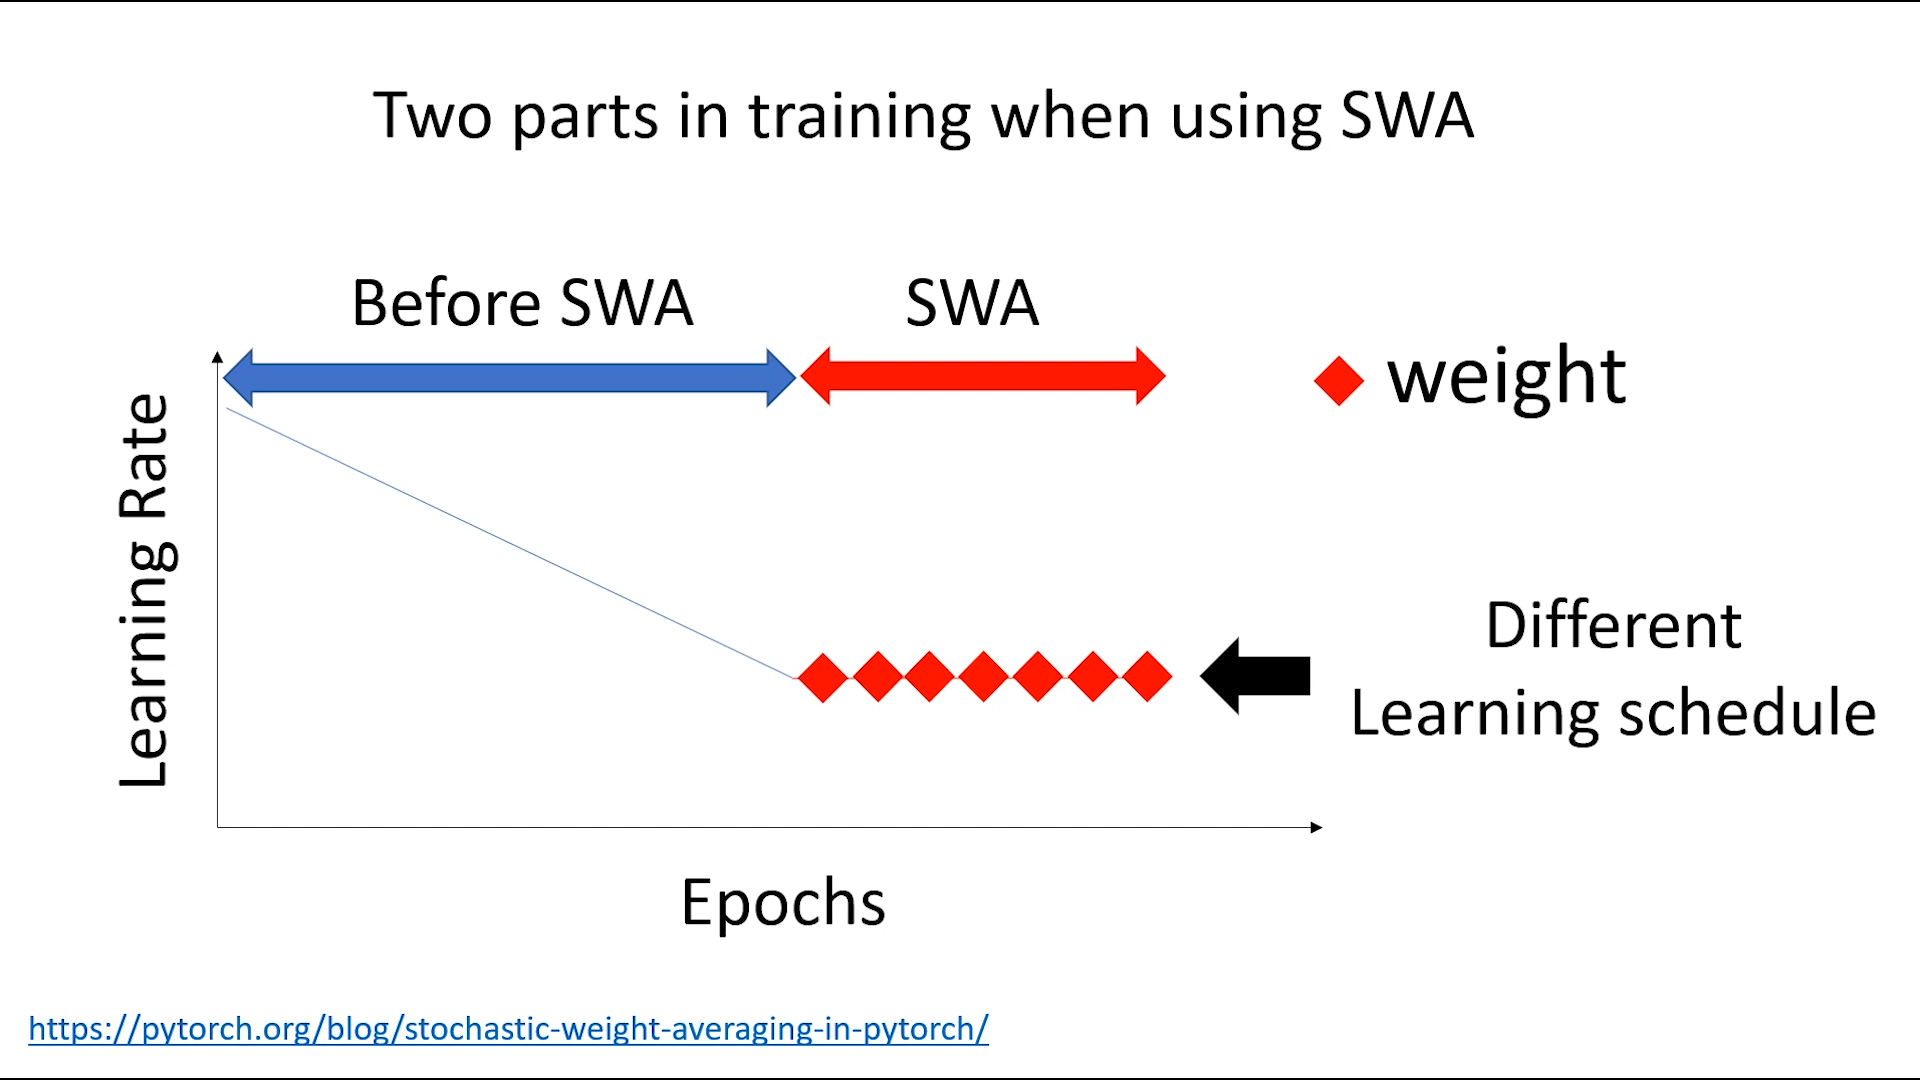 Two parts in training when using SWA
Before SWA
SWA
weight
Learning Rate
Different
Learning schedule
Epochs
https://pytorch.org/blog/stochastic-weight-averaging-in-pytorch/